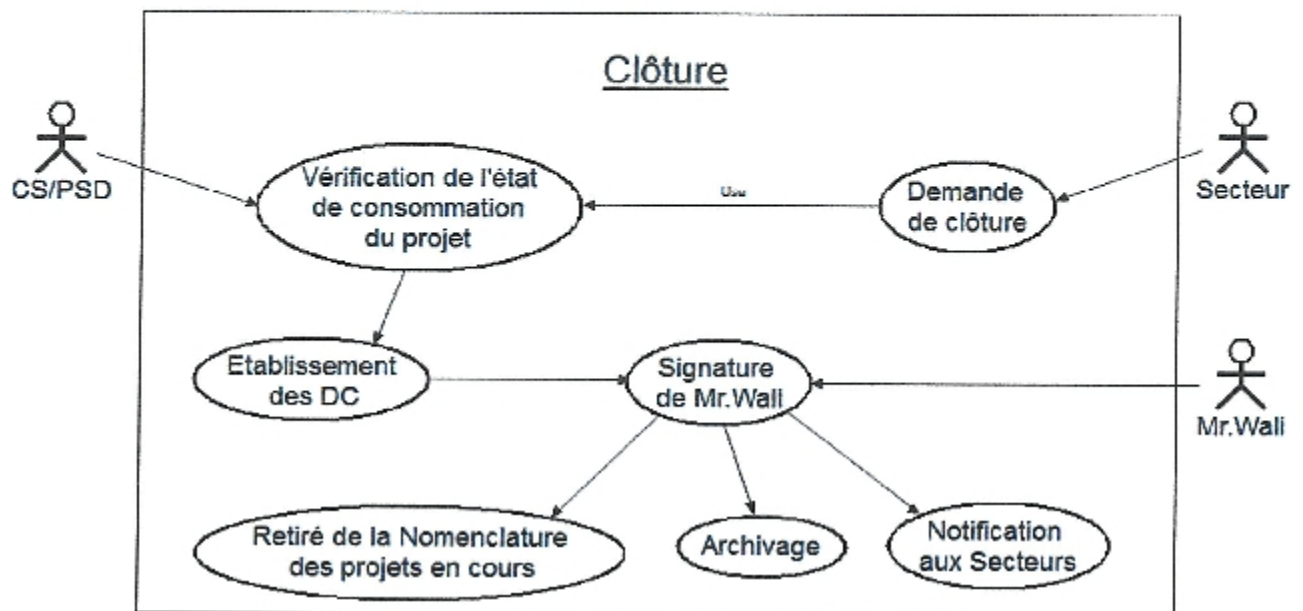 Clôture
CS/PSD
Vérification de l'état
de consommation
du projet
Use
Demande
de clôture
Secteur
Etablissement
des DC
Signature
de Mr.Wali
Mr.Wali
Retiré de la Nomenclature
des projets en cours
Archivage
Notification
aux Secteurs